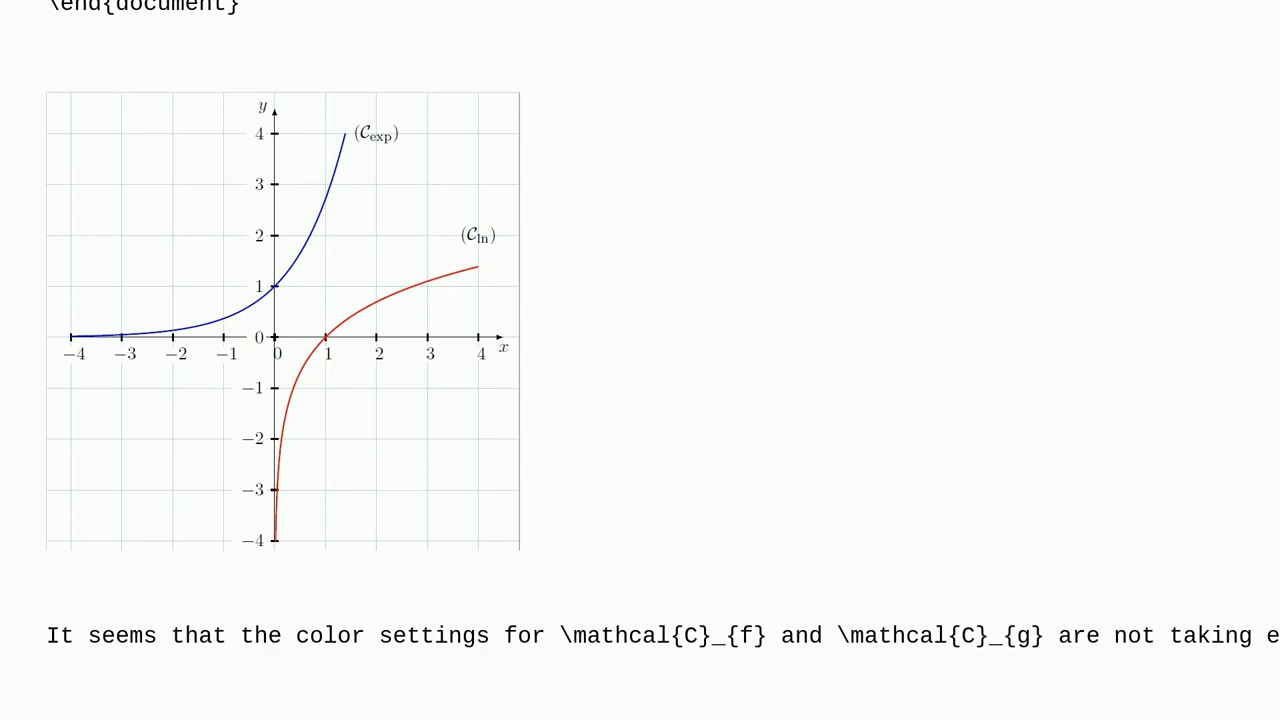 \end{document}
y
4
(𝒞exp)
3
2
(𝒞ln)
1
0
−4 −3 −2 −1 0 1 2 3 4 x
−1
−2
−3
−4
It seems that the color settings for \mathcal{C}_{f} and \mathcal{C}_{g} are not taking e